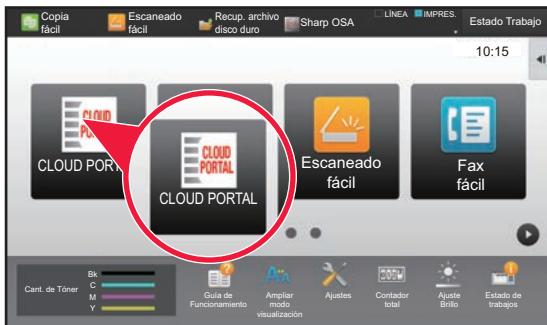 Copia
fácil
Escaneado
fácil
Recup. archivo
disco duro
Sharp OSA
LÍNEA
IMPRES.
Estado Trabajo
10:15
CLOUD
PORTAL
CLOUD PORT
CLOUD
PORTAL
CLOUD PORTAL
Escaneado
fácil
Fax
fácil
Cant. de Tóner
Bk
C
M
Y
Guía de
Funcionamiento
Ampliar
modo
visualización
Ajustes
Contador
total
Ajuste
Brillo
Estado de
trabajos